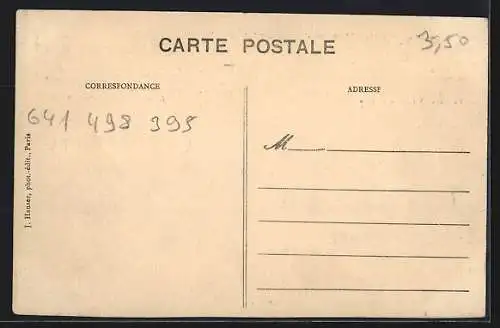 CARTE POSTALE
3,50
CORRESPONDANCE
ADRESSE
641 498 395
M
J. Hauser, phot.-édit., Paris